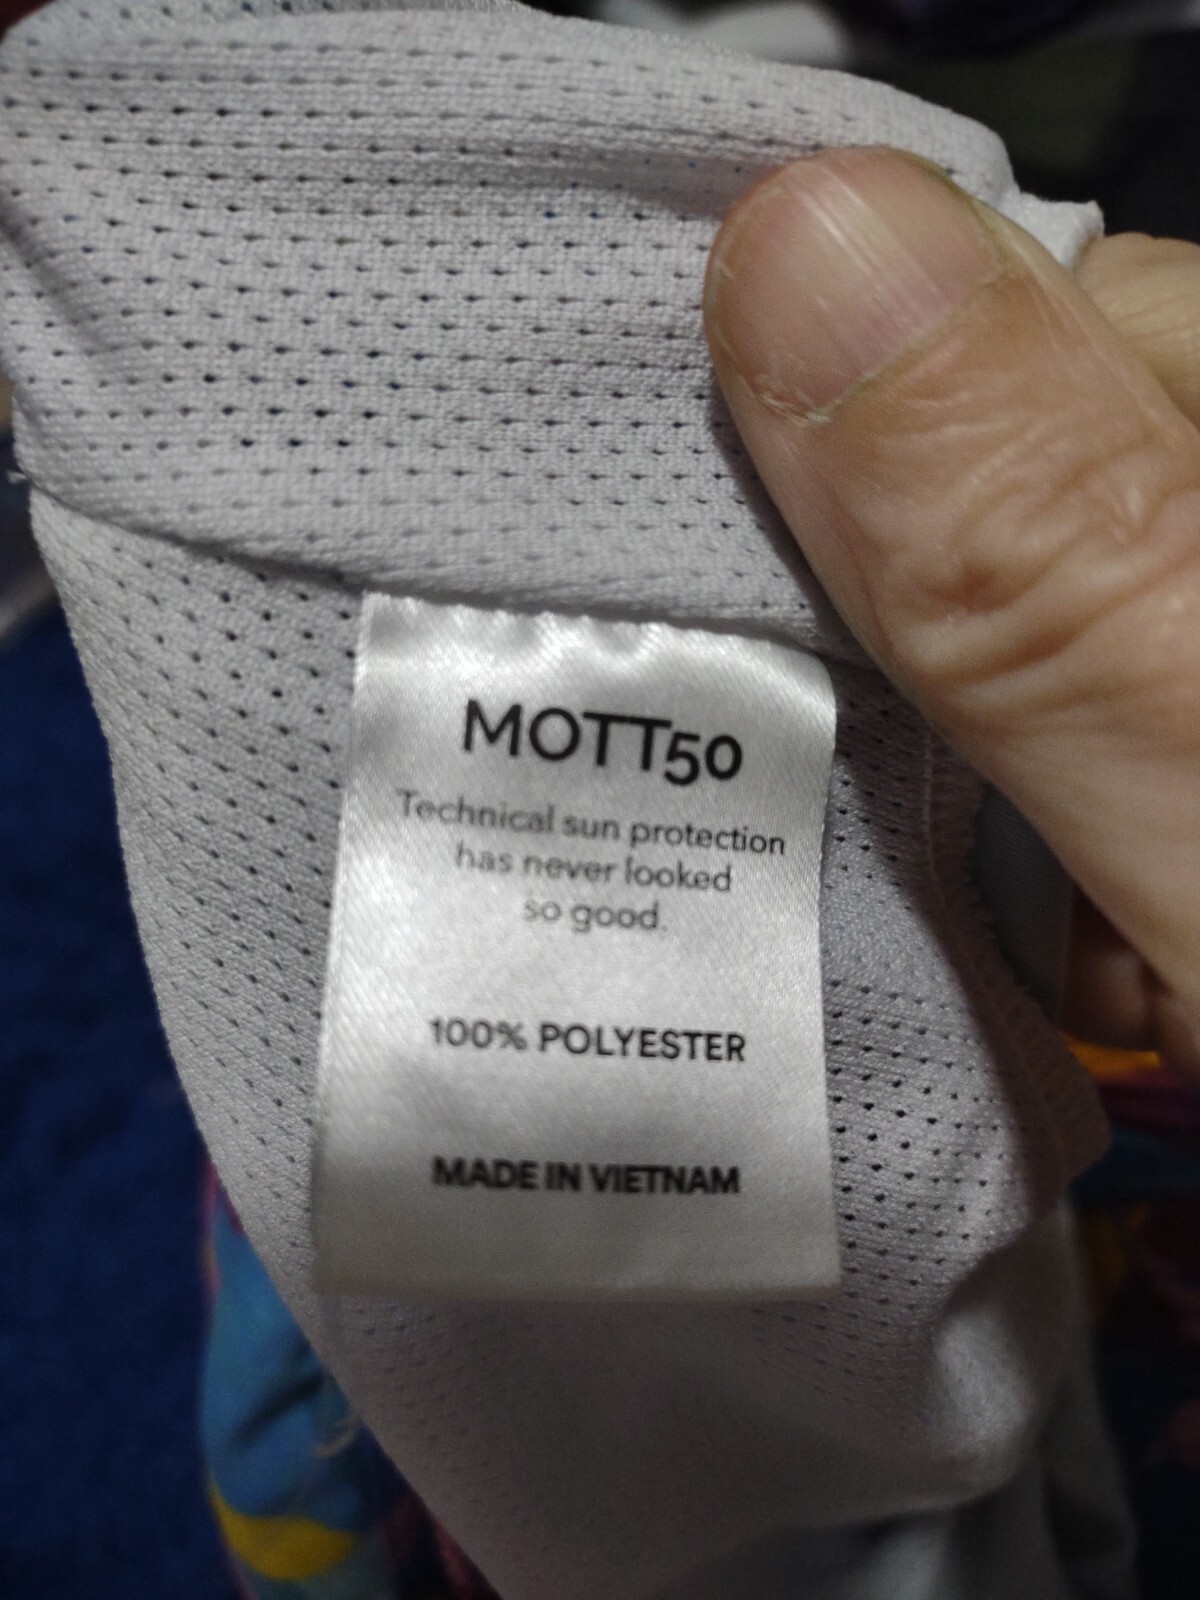 MOTT50
Technical sun protection
has never looked
so good.
100% POLYESTER
MADE IN VIETNAM